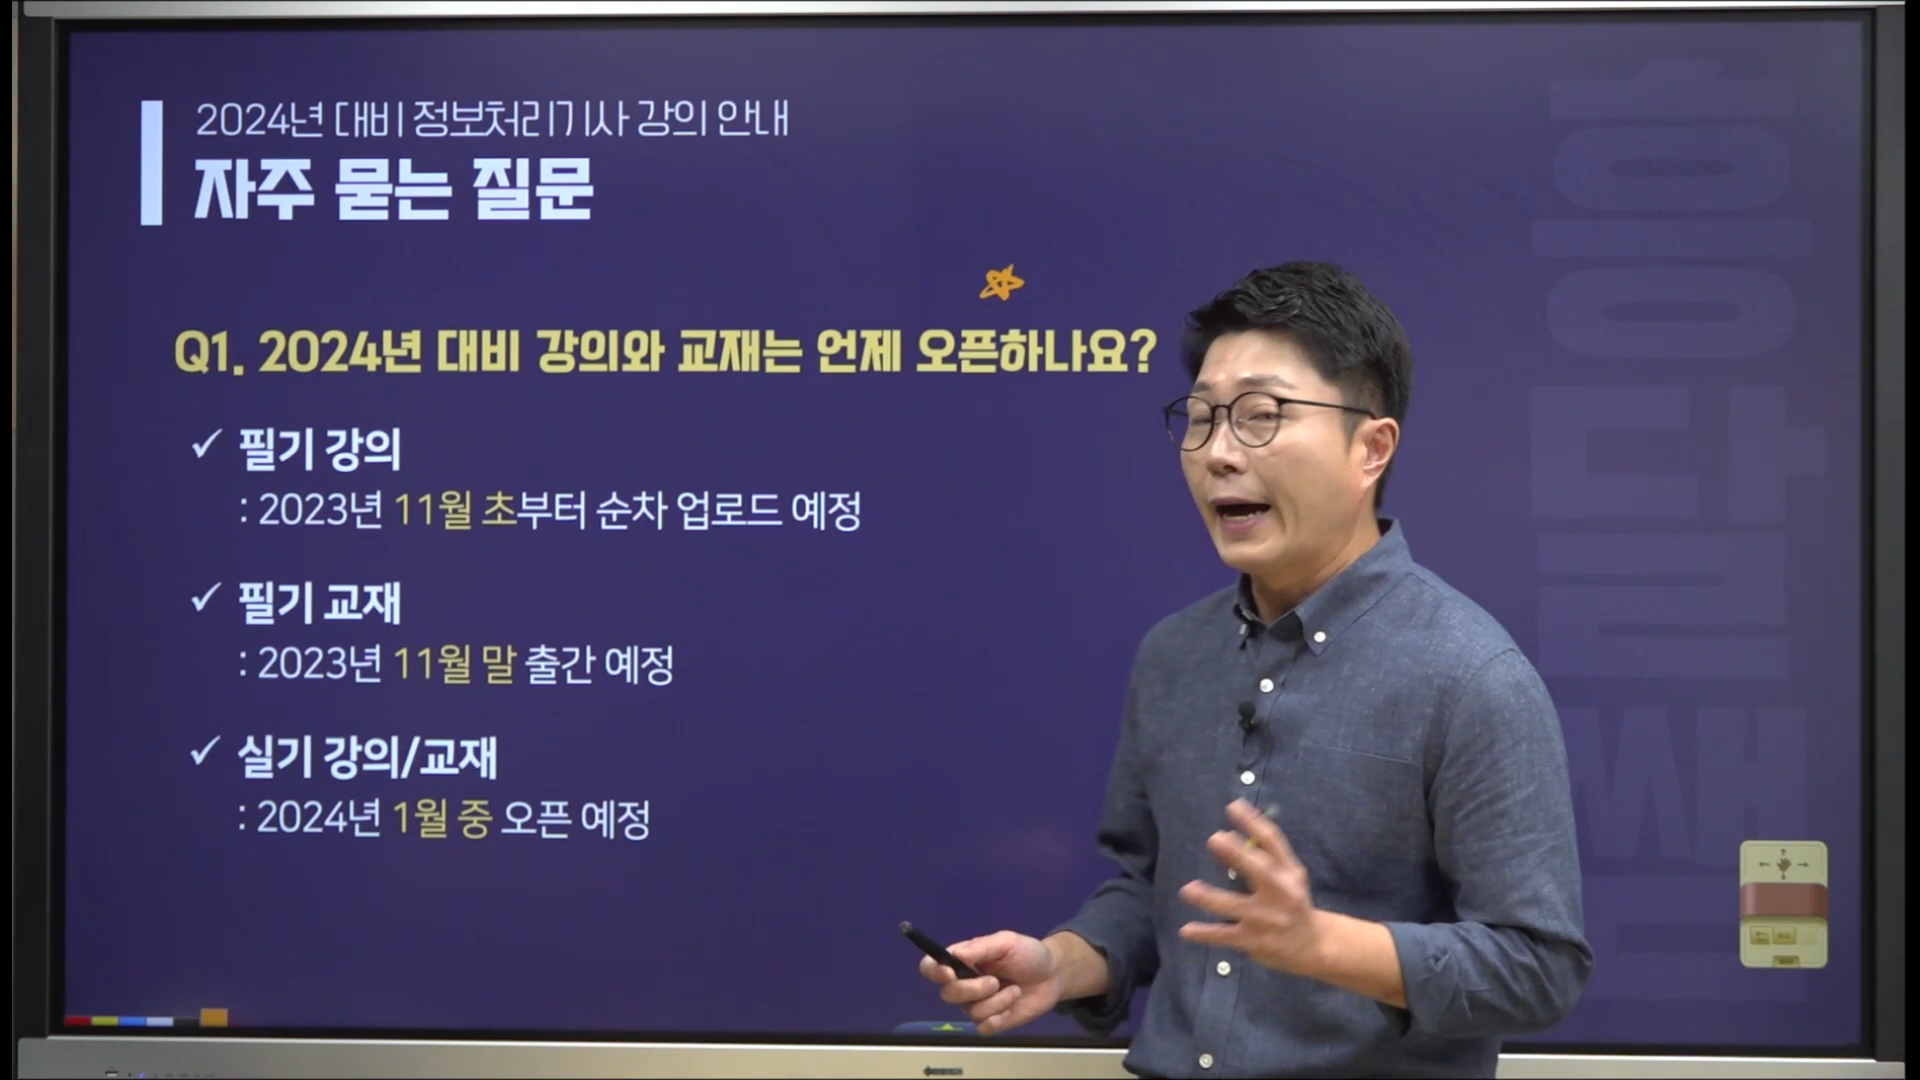 2024년 대비 정보처리기사 강의 안내
자주 묻는 질문
Q1. 2024년 대비 강의와 교재는 언제 오픈하나요?
✓ 필기 강의
: 2023년 11월 초부터 순차 업로드 예정
✓ 필기 교재
: 2023년 11월 말 출간 예정
✓ 실기 강의/교재
: 2024년 1월 중 오픈 예정